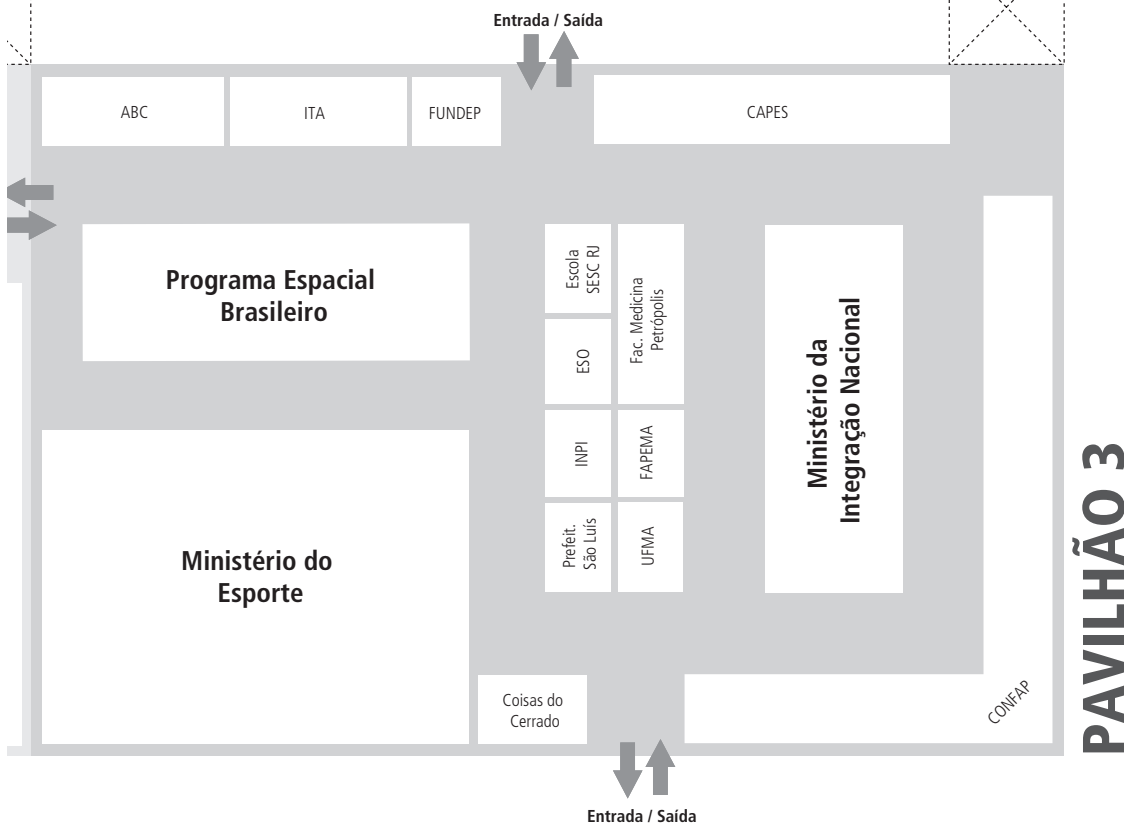 Entrada / Saída
ABC
ITA
FUNDEP
CAPES
Programa Espacial
Brasileiro
Escola
SESC RJ
Fac. Medicina
Petrópolis
ESO
Ministério da
Integração Nacional
INPI
FAPEMA
Prefeit.
São Luís
UFMA
Ministério do
Esporte
Coisas do
Cerrado
CONFAP
PAVILHÃO 3
Entrada / Saída